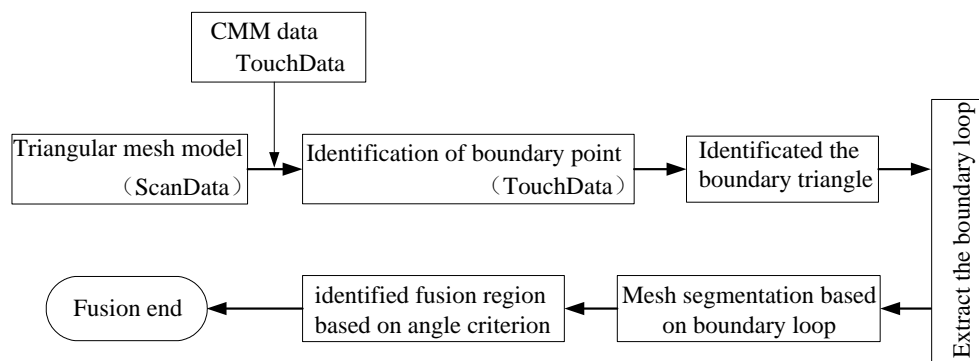 CMM data
TouchData
Triangular mesh model
（ScanData）
Identification of boundary point
（TouchData）
Identificated the
boundary triangle
Extract the boundary loop
Mesh segmentation based
on boundary loop
identified fusion region
based on angle criterion
Fusion end